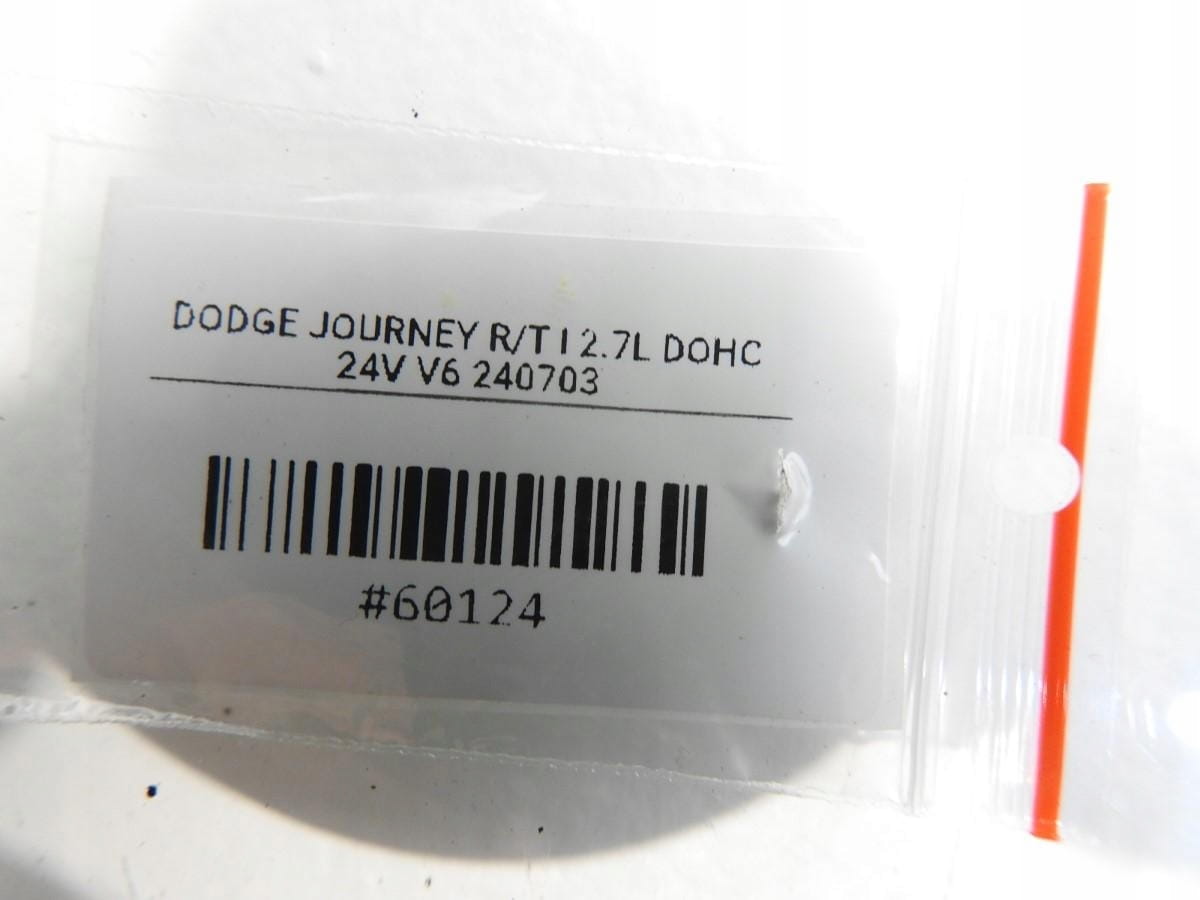 DODGE JOURNEY R/T I 2.7L DOHC
24V V6 240703
#60124